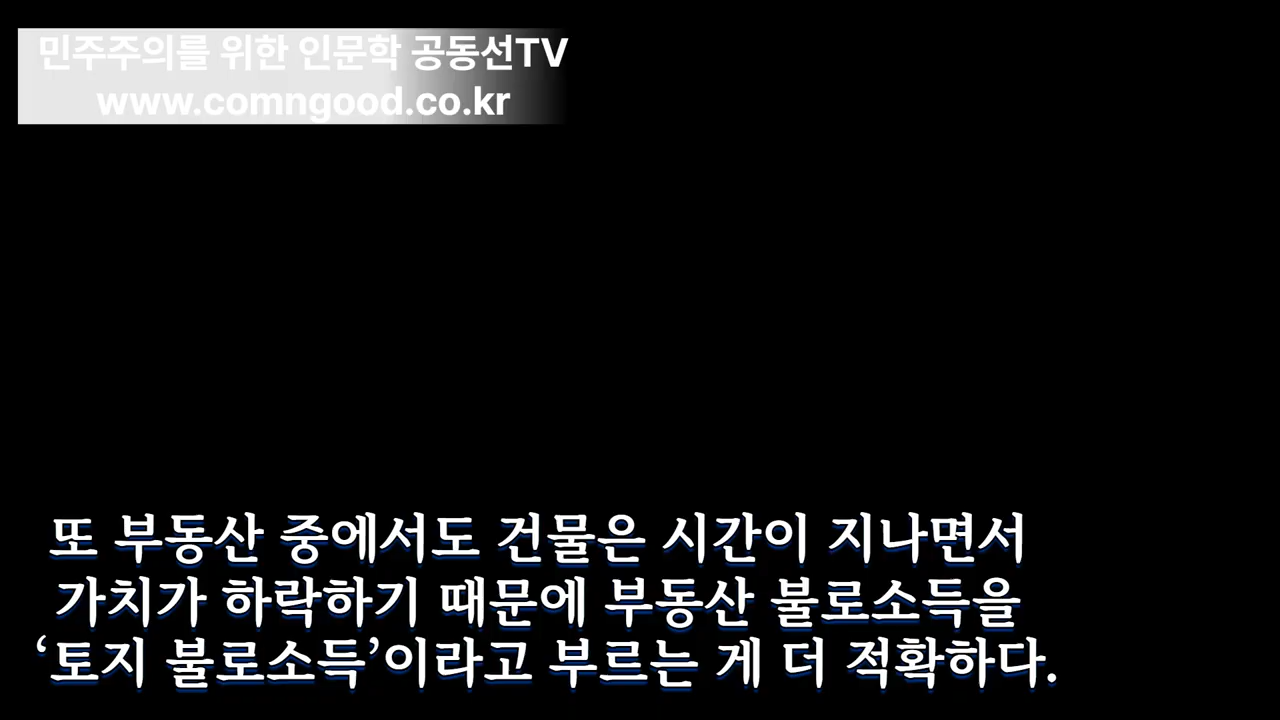 민주주의를 위한 인문학 공동선TV
www.comngood.co.kr
또 부동산 중에서도 건물은 시간이 지나면서
가치가 하락하기 때문에 부동산 불로소득을
‘토지 불로소득’이라고 부르는 게 더 적확하다.